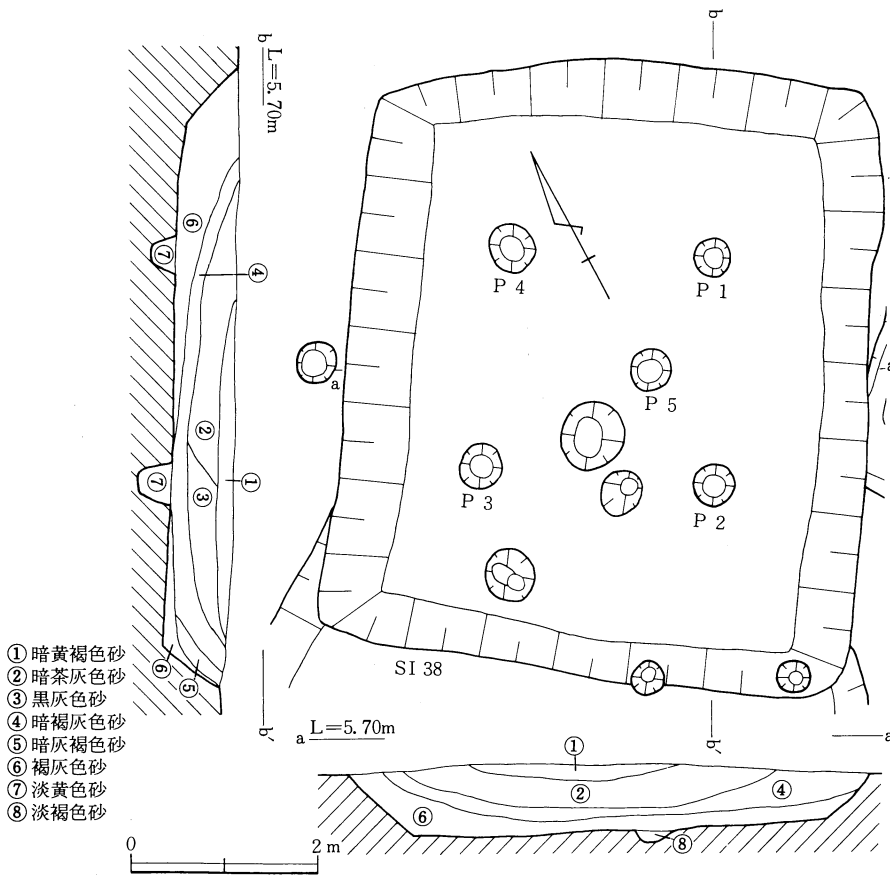 b L=5.70m
b
P 4
P 1
a
a
P 5
P 3
P 2
⑥
⑦
④
②
①
⑦
③
⑥
⑤
SI 38
① 暗黄褐色砂
② 暗茶灰色砂
③ 黒灰色砂
④ 暗褐灰色砂
⑤ 暗灰褐色砂
⑥ 褐灰色砂
⑦ 淡黄色砂
⑧ 淡褐色砂
b′
b′
a L=5.70m
a
①
②
④
⑥
⑧
0
2 m